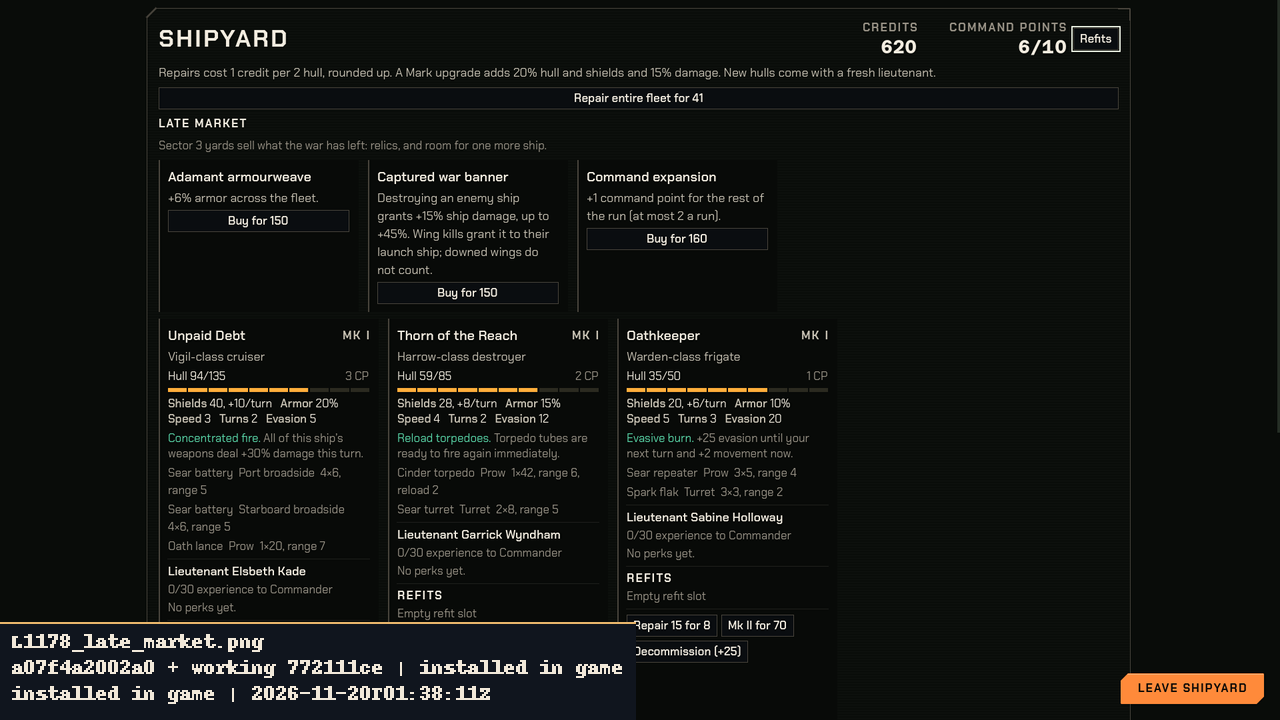 SHIPYARD
CREDITS
620
COMMAND POINTS
6/10
Refits
Repairs cost 1 credit per 2 hull, rounded up. A Mark upgrade adds 20% hull and shields and 15% damage. New hulls come with a fresh lieutenant.
Repair entire fleet for 41
LATE MARKET
Sector 3 yards sell what the war has left: relics, and room for one more ship.
Adamant armourweave
+6% armor across the fleet.
Buy for 150
Captured war banner
Destroying an enemy ship
grants +15% ship damage, up to
+45%. Wing kills grant it to their
launch ship; downed wings do
not count.
Buy for 150
Command expansion
+1 command point for the rest of
the run (at most 2 a run).
Buy for 160
Unpaid Debt MK I
Vigil-class cruiser
Hull 94/135 3 CP
Shields 40, +10/turn Armor 20%
Speed 3 Turns 2 Evasion 5
Concentrated fire. All of this ship's
weapons deal +30% damage this turn.
Sear battery Port broadside 4×6,
range 5
Sear battery Starboard broadside
4×6, range 5
Oath lance Prow 1×20, range 7
Lieutenant Elsbeth Kade
0/30 experience to Commander
No perks yet.
Thorn of the Reach MK I
Harrow-class destroyer
Hull 59/85 2 CP
Shields 28, +8/turn Armor 15%
Speed 4 Turns 2 Evasion 12
Reload torpedoes. Torpedo tubes are
ready to fire again immediately.
Cinder torpedo Prow 1×42, range 6,
reload 2
Sear turret Turret 2×8, range 5
Lieutenant Garrick Wyndham
0/30 experience to Commander
No perks yet.
REFITS
Empty refit slot
Oathkeeper MK I
Warden-class frigate
Hull 35/50 1 CP
Shields 20, +6/turn Armor 10%
Speed 5 Turns 3 Evasion 20
Evasive burn. +25 evasion until your
next turn and +2 movement now.
Sear repeater Prow 3×5, range 4
Spark flak Turret 3×3, range 2
Lieutenant Sabine Holloway
0/30 experience to Commander
No perks yet.
REFITS
Empty refit slot
Repair 15 for 8
Mk II for 70
Decommission (+25)
L1178_late_market.png
a07f4a2002a0 + working 772111ce | installed in game
installed in game | 2026-11-20T01:38:11Z
LEAVE SHIPYARD